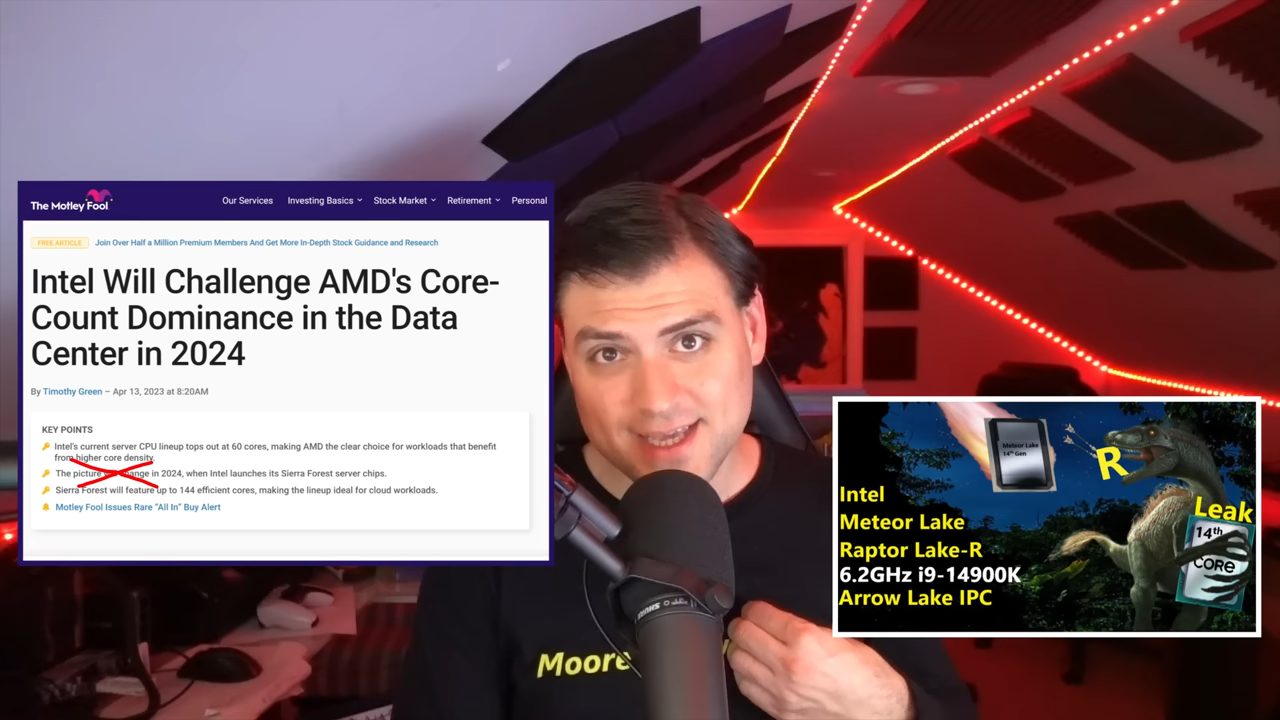 The Motley Fool
Our Services Investing Basics Stock Market Retirement Personal
FREE ARTICLE Join Over Half a Million Premium Members And Get More In-Depth Stock Guidance and Research
Intel Will Challenge AMD's Core-
Count Dominance in the Data
Center in 2024
By Timothy Green – Apr 13, 2023 at 8:20AM
KEY POINTS
Intel's current server CPU lineup tops out at 60 cores, making AMD the clear choice for workloads that benefit
from higher core density.
The picture change in 2024, when Intel launches its Sierra Forest server chips.
Sierra Forest will feature up to 144 efficient cores, making the lineup ideal for cloud workloads.
Motley Fool Issues Rare “All In” Buy Alert
Meteor Lake
14th Gen
R
Intel
Meteor Lake
Raptor Lake-R
6.2GHz i9-14900K
Arrow Lake IPC
Leak
14th
CORE
SHURE
Moore